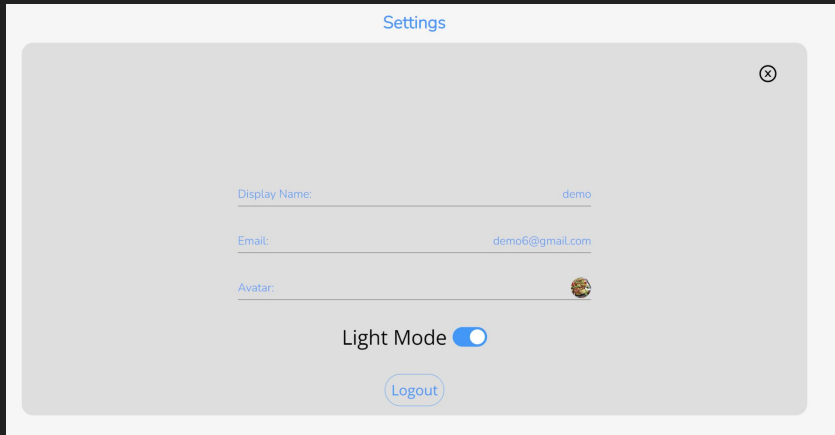 Settings
Display Name: demo
Email: demo6@gmail.com
Avatar:
Light Mode
Logout